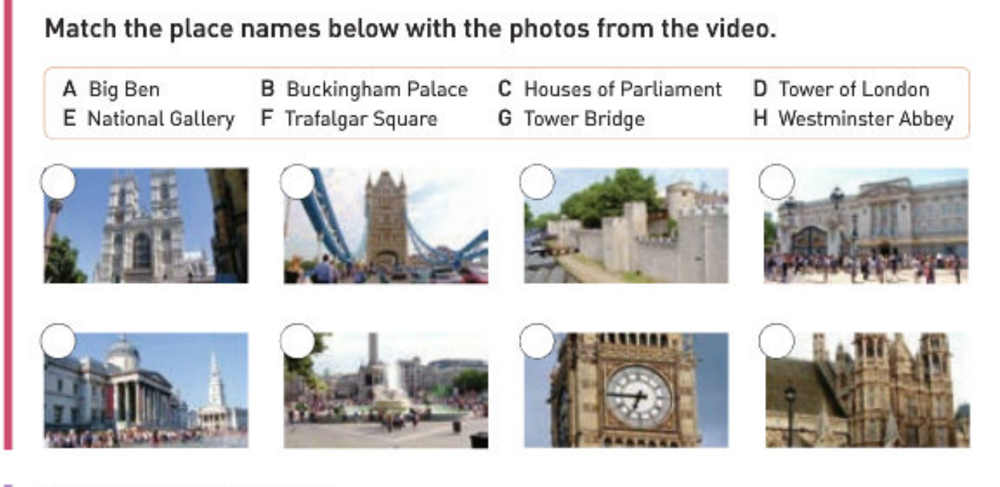 Match the place names below with the photos from the video.
A Big Ben B Buckingham Palace C Houses of Parliament D Tower of London
E National Gallery F Trafalgar Square G Tower Bridge H Westminster Abbey